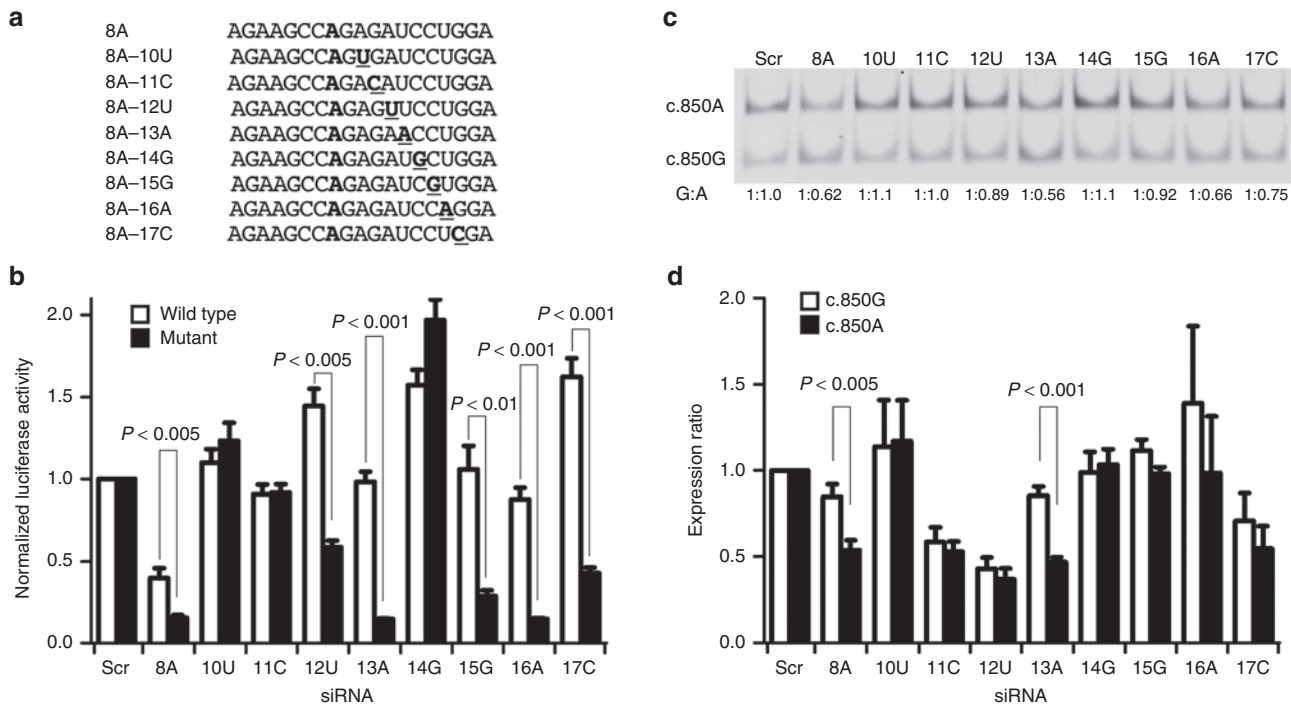 a
8A AGAAGCCAGAGAUCCUGGA
8A–10U AGAAGCCAGUGAUCCUGGA
8A–11C AGAAGCCAGACAUCCUGGA
8A–12U AGAAGCCAGAGUUCCUGGA
8A–13A AGAAGCCAGAGAACCUGGA
8A–14G AGAAGCCAGAGAUGCUGGA
8A–15G AGAAGCCAGAGAUCGUGGA
8A–16A AGAAGCCAGAGAUCCAGGA
8A–17C AGAAGCCAGAGAUCCUCGA
b
Normalized luciferase activity
2.0
1.5
1.0
0.5
0.0
Wild type
Mutant
P < 0.005
P < 0.005
P < 0.001
P < 0.01
P < 0.001
P < 0.001
Scr 8A 10U 11C 12U 13A 14G 15G 16A 17C
siRNA
c
Scr 8A 10U 11C 12U 13A 14G 15G 16A 17C
c.850A
c.850G
G:A 1:1.0 1:0.62 1:1.1 1:1.0 1:0.89 1:0.56 1:1.1 1:0.92 1:0.66 1:0.75
d
Expression ratio
2.0
1.5
1.0
0.5
0.0
c.850G
c.850A
P < 0.005
P < 0.001
Scr 8A 10U 11C 12U 13A 14G 15G 16A 17C
siRNA